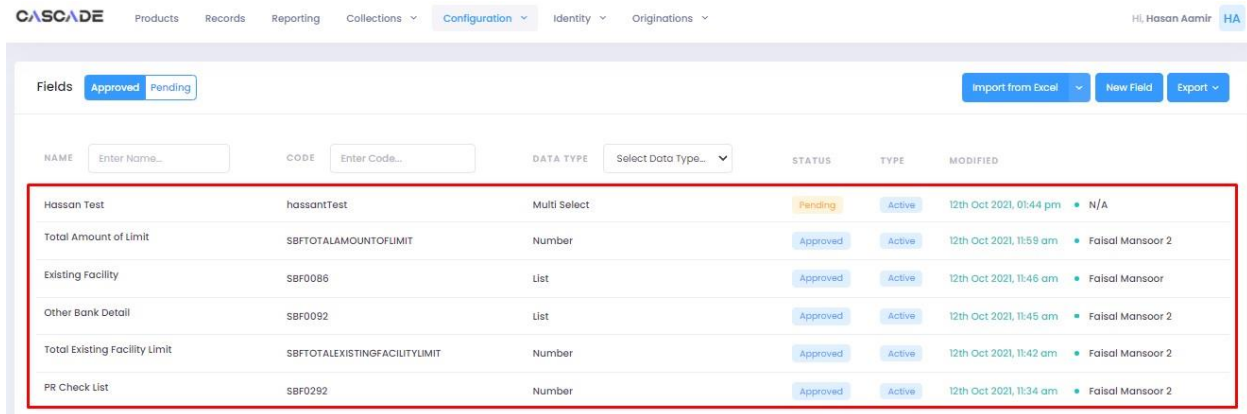 CASCADE Products Records Reporting Collections Configuration Identity Originations Hi, Hasan Aamir HA
Fields Approved Pending Import from Excel New Field Export
NAME Enter Name... CODE Enter Code... DATA TYPE Select Data Type... STATUS TYPE MODIFIED
Hassan Test hassantTest Multi Select Pending Active 12th Oct 2021, 01:44 pm • N/A
Total Amount of Limit SBFTOTALAMOUNTOFLIMIT Number Approved Active 12th Oct 2021, 11:59 am • Faisal Mansoor 2
Existing Facility SBF0086 List Approved Active 12th Oct 2021, 11:46 am • Faisal Mansoor
Other Bank Detail SBF0092 List Approved Active 12th Oct 2021, 11:45 am • Faisal Mansoor 2
Total Existing Facility Limit SBFTOTALEXISTINGFACILITYLIMIT Number Approved Active 12th Oct 2021, 11:42 am • Faisal Mansoor 2
PR Check List SBF0292 Number Approved Active 12th Oct 2021, 11:34 am • Faisal Mansoor 2